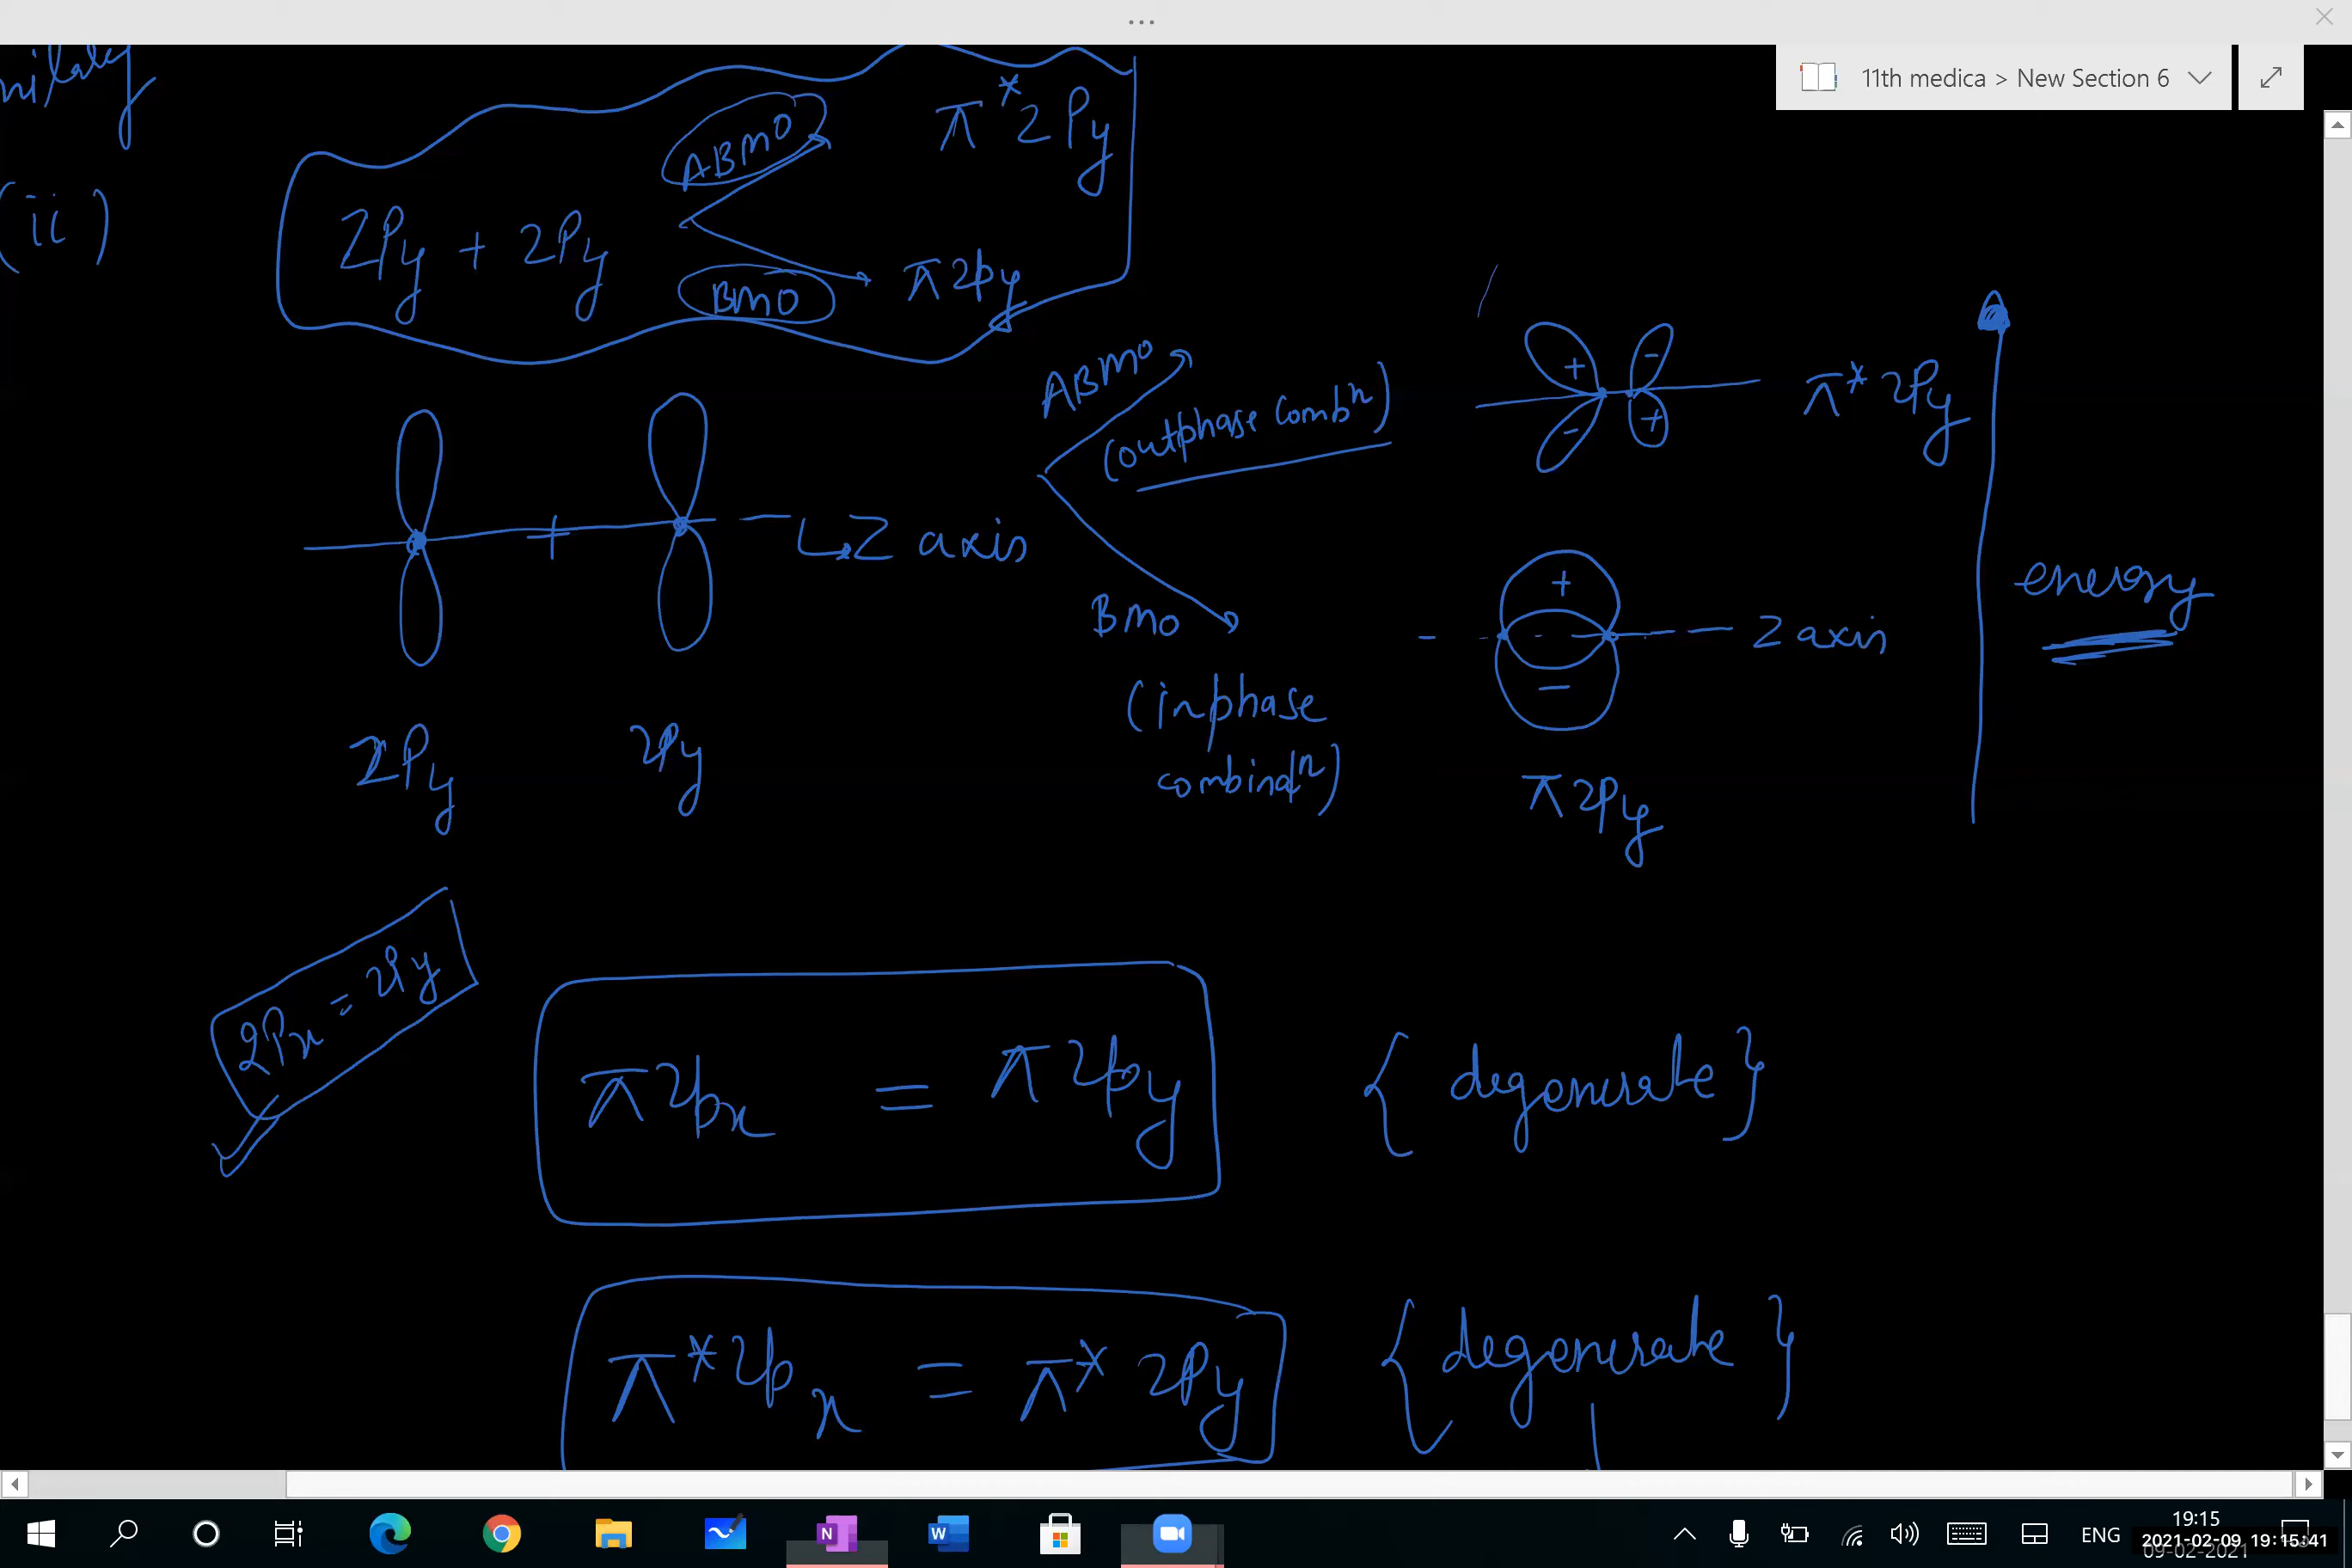 11th medica > New Section 6
(ii)
2Py + 2Py
ABMO
π*2Py
BMO
π2py
ABMO
(outphase Combⁿ)
π* 2Py
+
-
-
+
+
Z axis
energy
BMO
(inphase
combinatⁿ)
+
- Z axis
-
2Py
2Py
π2Py
2Px = 2Py
π2px = π2py
{degenerate}
π*2px = π* 2Py
{degenerate}
ENG
19:15
2021-02-09 19:15:41
09-02-2021